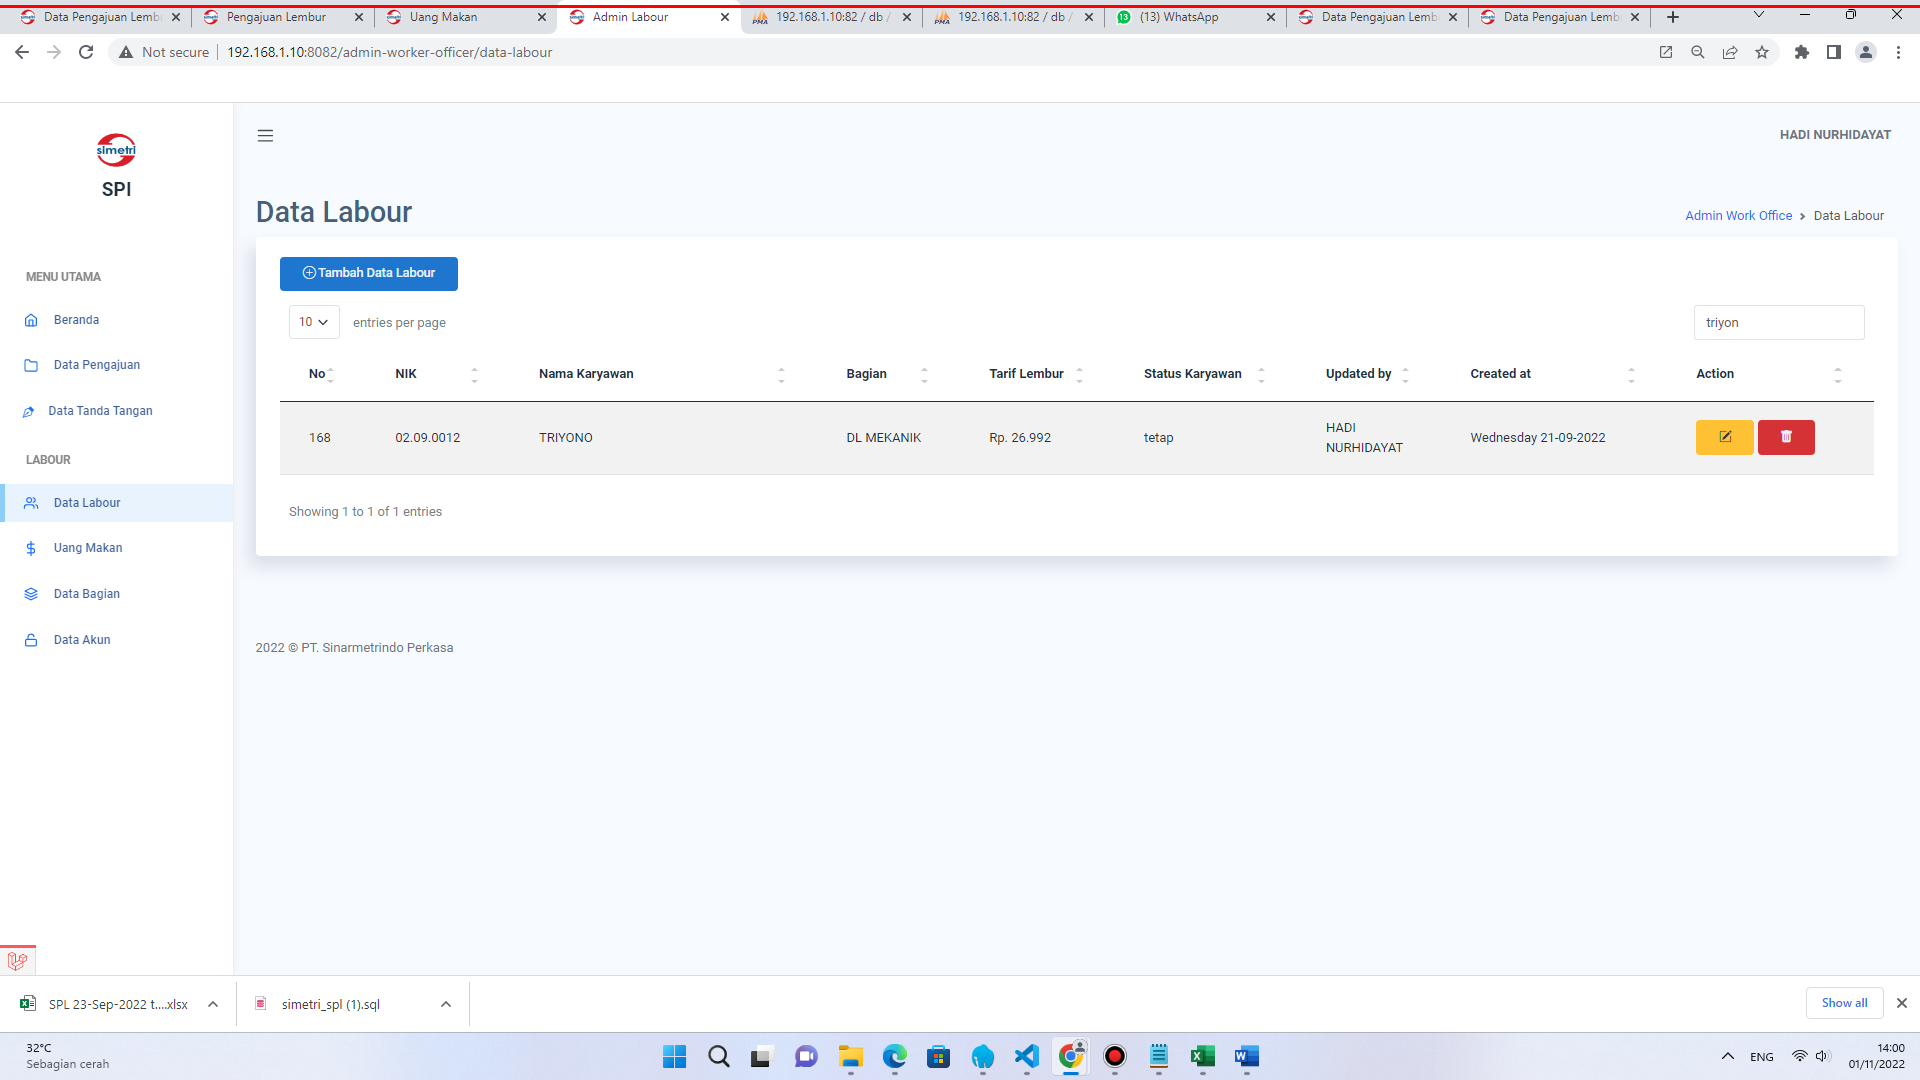 Data Pengajuan Lemb
Pengajuan Lembur
Uang Makan
Admin Labour
192.168.1.10:82 / db /
192.168.1.10:82 / db /
(13) WhatsApp
Data Pengajuan Lemb
Data Pengajuan Lemb
Not secure
192.168.1.10:8082/admin-worker-officer/data-labour
simetri
SPI
HADI NURHIDAYAT
Data Labour
Admin Work Office > Data Labour
MENU UTAMA
Beranda
Data Pengajuan
Data Tanda Tangan
LABOUR
Data Labour
Uang Makan
Data Bagian
Data Akun
Tambah Data Labour
10 entries per page
triyon
No NIK Nama Karyawan Bagian Tarif Lembur Status Karyawan Updated by Created at Action
168 02.09.0012 TRIYONO DL MEKANIK Rp. 26.992 tetap HADI NURHIDAYAT Wednesday 21-09-2022
Showing 1 to 1 of 1 entries
2022 © PT. Sinarmetrindo Perkasa
SPL 23-Sep-2022 t....xlsx
simetri_spl (1).sql
Show all
32°C
Sebagian cerah
ENG
14:00
01/11/2022